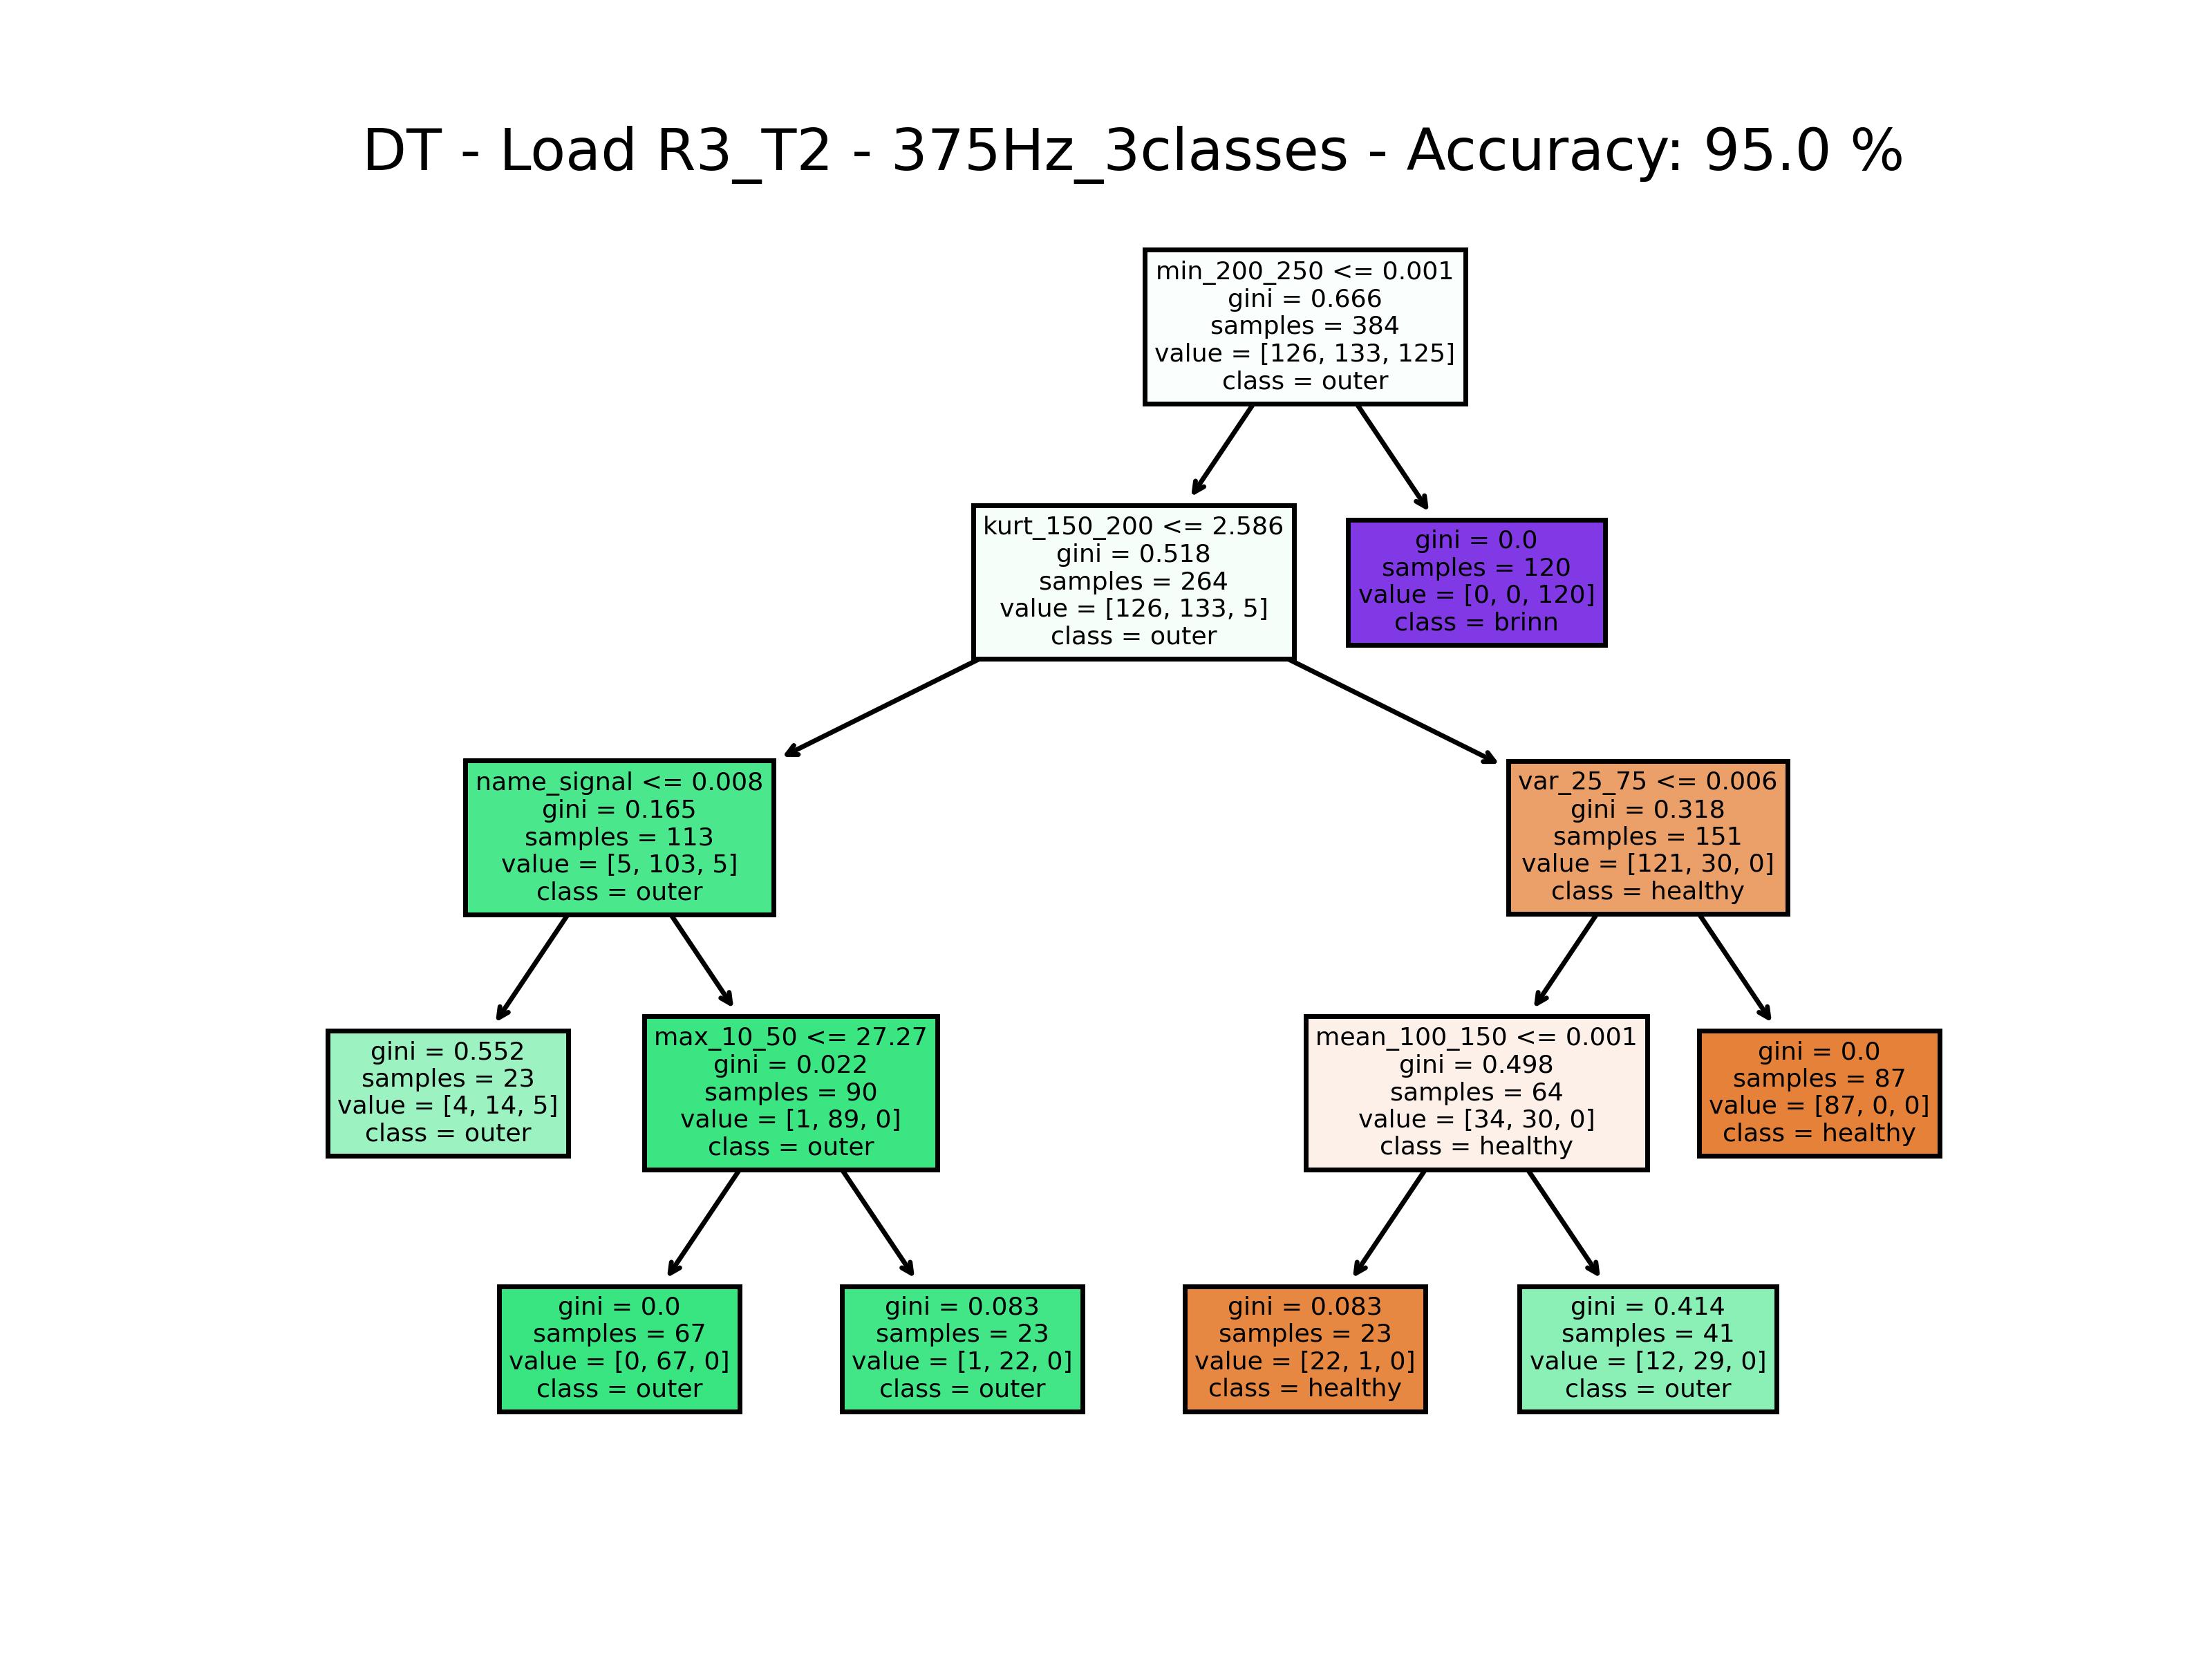 DT - Load R3_T2 - 375Hz_3classes - Accuracy: 95.0 %
min_200_250 <= 0.001
gini = 0.666
samples = 384
value = [126, 133, 125]
class = outer
kurt_150_200 <= 2.586
gini = 0.518
samples = 264
value = [126, 133, 5]
class = outer
gini = 0.0
samples = 120
value = [0, 0, 120]
class = brinn
name_signal <= 0.008
gini = 0.165
samples = 113
value = [5, 103, 5]
class = outer
var_25_75 <= 0.006
gini = 0.318
samples = 151
value = [121, 30, 0]
class = healthy
gini = 0.552
samples = 23
value = [4, 14, 5]
class = outer
max_10_50 <= 27.27
gini = 0.022
samples = 90
value = [1, 89, 0]
class = outer
mean_100_150 <= 0.001
gini = 0.498
samples = 64
value = [34, 30, 0]
class = healthy
gini = 0.0
samples = 87
value = [87, 0, 0]
class = healthy
gini = 0.0
samples = 67
value = [0, 67, 0]
class = outer
gini = 0.083
samples = 23
value = [1, 22, 0]
class = outer
gini = 0.083
samples = 23
value = [22, 1, 0]
class = healthy
gini = 0.414
samples = 41
value = [12, 29, 0]
class = outer